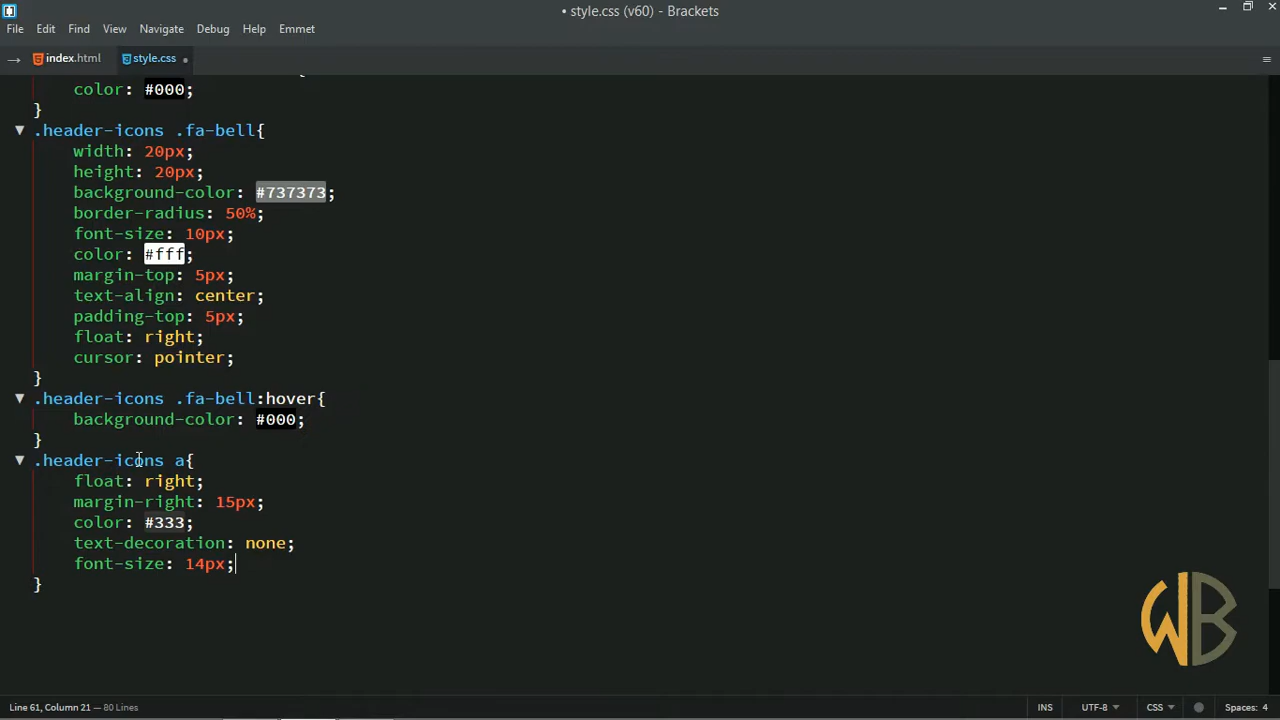 • style.css (v60) - Brackets
File Edit Find View Navigate Debug Help Emmet
index.html style.css
{
color: #000;
}
.header-icons .fa-bell{
width: 20px;
height: 20px;
background-color: #737373;
border-radius: 50%;
font-size: 10px;
color: #fff;
margin-top: 5px;
text-align: center;
padding-top: 5px;
float: right;
cursor: pointer;
}
.header-icons .fa-bell:hover{
background-color: #000;
}
.header-icons a{
float: right;
margin-right: 15px;
color: #333;
text-decoration: none;
font-size: 14px;
}
WB
Line 61, Column 21 — 80 Lines INS UTF-8 CSS Spaces: 4